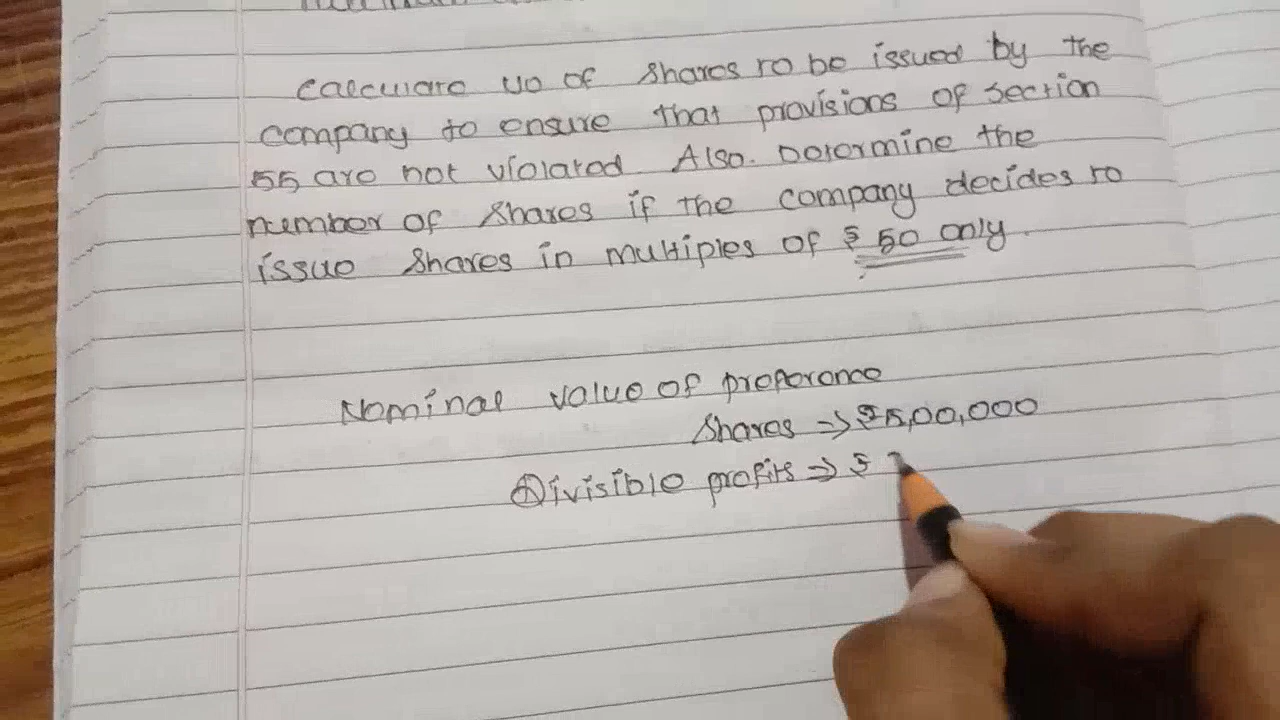 calculate no of shares to be issued by the
company to ensure that provisions of section
55 are not violated Also. Determine the
number of shares if the company decides to
issue shares in multiples of ₹ 50 only.
Nominal value of preference
shares => ₹5,00,000
Divisible profits => ₹